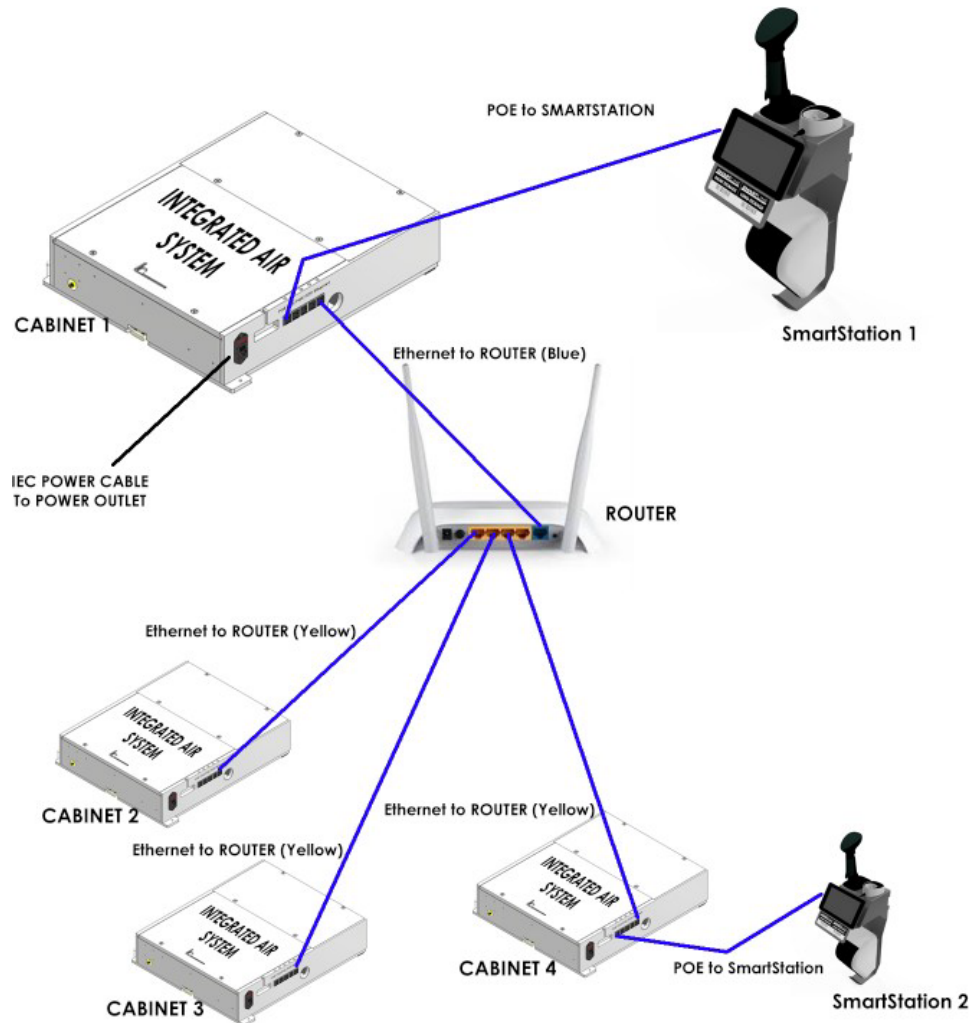 POE to SMARTSTATION
INTEGRATED AIR
SYSTEM
CABINET 1
SmartStation 1
Ethernet to ROUTER (Blue)
IEC POWER CABLE
To POWER OUTLET
ROUTER
Ethernet to ROUTER (Yellow)
INTEGRATED AIR
SYSTEM
CABINET 2
Ethernet to ROUTER (Yellow)
Ethernet to ROUTER (Yellow)
INTEGRATED AIR
SYSTEM
CABINET 3
INTEGRATED AIR
SYSTEM
CABINET 4
POE to SmartStation
SmartStation 2